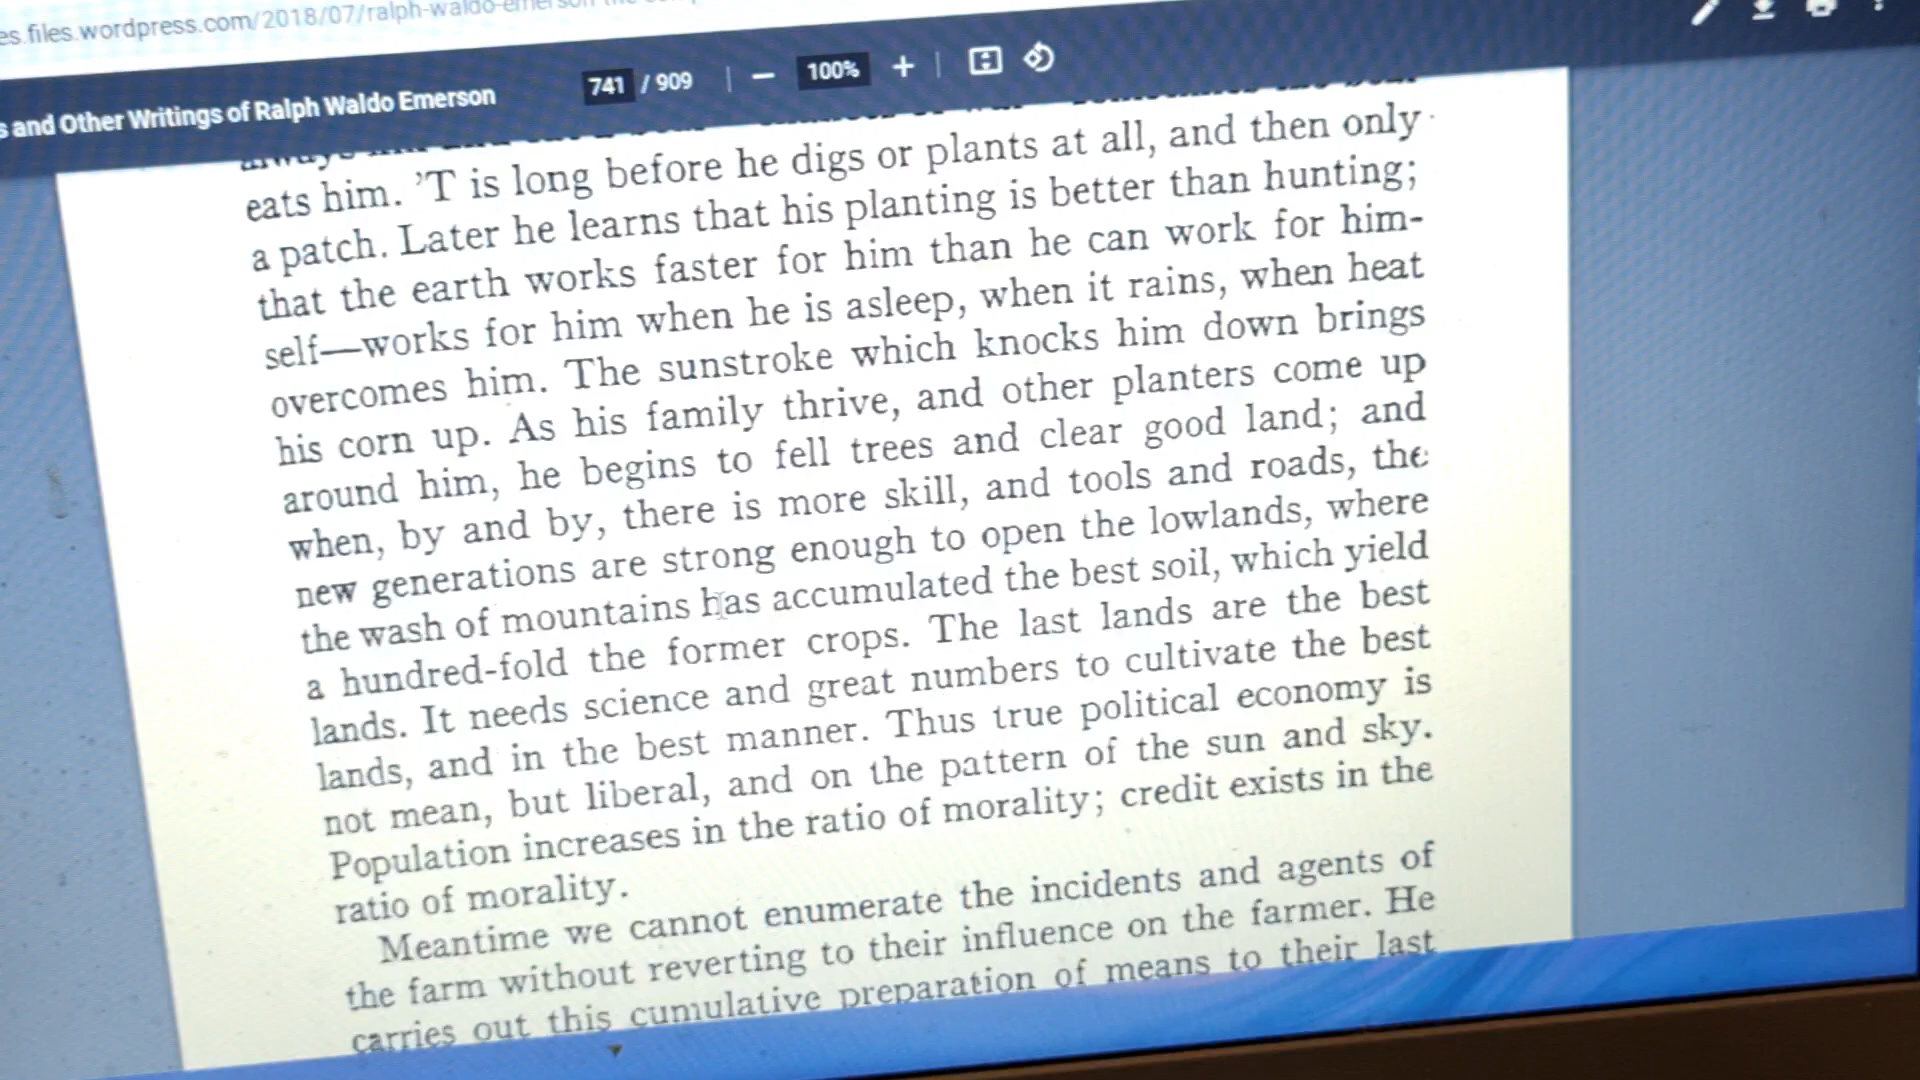 es.files.wordpress.com/2018/07/ralph-waldo-emerson-the-comp
s and Other Writings of Ralph Waldo Emerson 741 / 909 — 100% +
eats him. 'T is long before he digs or plants at all, and then only
a patch. Later he learns that his planting is better than hunting;
that the earth works faster for him than he can work for him-
self—works for him when he is asleep, when it rains, when heat
overcomes him. The sunstroke which knocks him down brings
his corn up. As his family thrive, and other planters come up
around him, he begins to fell trees and clear good land; and
when, by and by, there is more skill, and tools and roads, the
new generations are strong enough to open the lowlands, where
the wash of mountains has accumulated the best soil, which yield
a hundred-fold the former crops. The last lands are the best
lands. It needs science and great numbers to cultivate the best
lands, and in the best manner. Thus true political economy is
not mean, but liberal, and on the pattern of the sun and sky.
Population increases in the ratio of morality; credit exists in the
ratio of morality.
Meantime we cannot enumerate the incidents and agents of
the farm without reverting to their influence on the farmer. He
carries out this cumulative preparation of means to their last